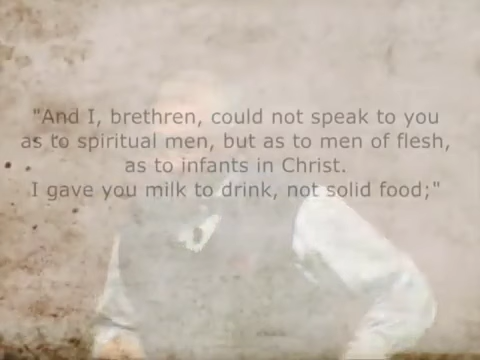 "And I, brethren, could not speak to you
as to spiritual men, but as to men of flesh,
as to infants in Christ.
I gave you milk to drink, not solid food;"